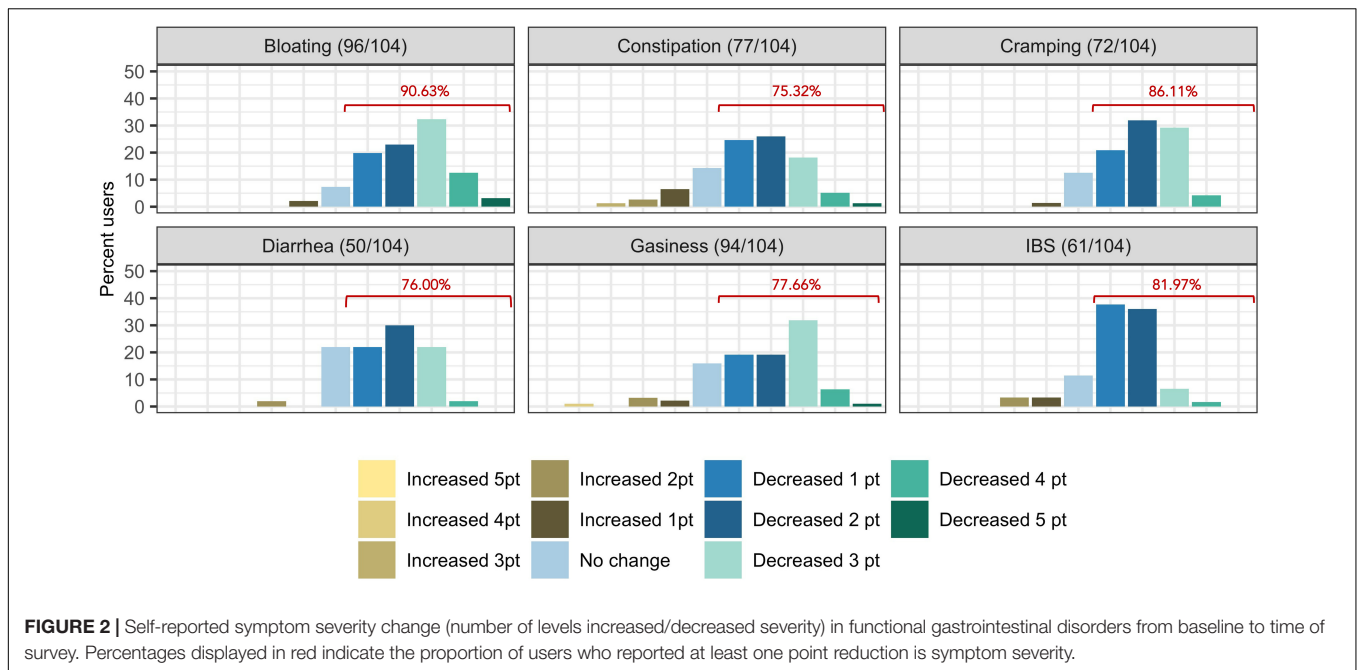 Bloating (96/104)
Constipation (77/104)
Cramping (72/104)
Percent users
50
40
30
20
10
0
90.63%
75.32%
86.11%
Diarrhea (50/104)
Gasiness (94/104)
IBS (61/104)
50
40
30
20
10
0
76.00%
77.66%
81.97%
Increased 5pt
Increased 4pt
Increased 3pt
Increased 2pt
Increased 1pt
No change
Decreased 1 pt
Decreased 2 pt
Decreased 3 pt
Decreased 4 pt
Decreased 5 pt
FIGURE 2 | Self-reported symptom severity change (number of levels increased/decreased severity) in functional gastrointestinal disorders from baseline to time of
survey. Percentages displayed in red indicate the proportion of users who reported at least one point reduction is symptom severity.